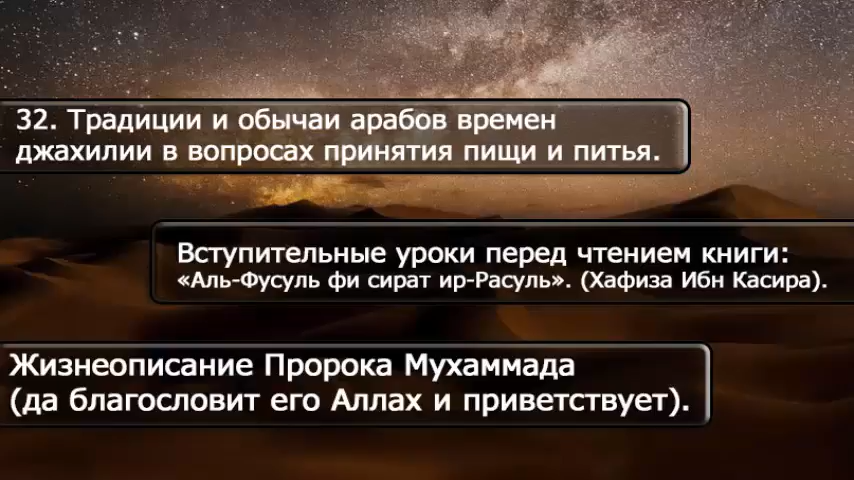 32. Традиции и обычаи арабов времен
джахилии в вопросах принятия пищи и питья.
Вступительные уроки перед чтением книги:
«Аль-Фусуль фи сират ир-Расуль». (Хафиза Ибн Касира).
Жизнеописание Пророка Мухаммада
(да благословит его Аллах и приветствует).